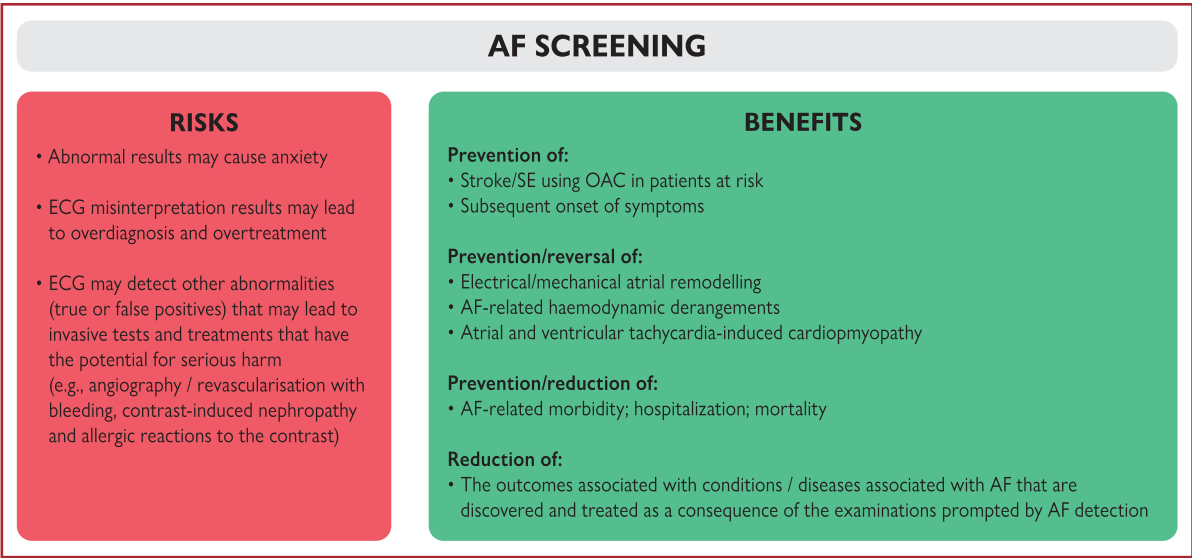 AF SCREENING
RISKS
• Abnormal results may cause anxiety
• ECG misinterpretation results may lead
to overdiagnosis and overtreatment
• ECG may detect other abnormalities
(true or false positives) that may lead to
invasive tests and treatments that have
the potential for serious harm
(e.g., angiography / revascularisation with
bleeding, contrast-induced nephropathy
and allergic reactions to the contrast)
BENEFITS
Prevention of:
• Stroke/SE using OAC in patients at risk
• Subsequent onset of symptoms
Prevention/reversal of:
• Electrical/mechanical atrial remodelling
• AF-related haemodynamic derangements
• Atrial and ventricular tachycardia-induced cardiopmyopathy
Prevention/reduction of:
• AF-related morbidity; hospitalization; mortality
Reduction of:
• The outcomes associated with conditions / diseases associated with AF that are
discovered and treated as a consequence of the examinations prompted by AF detection